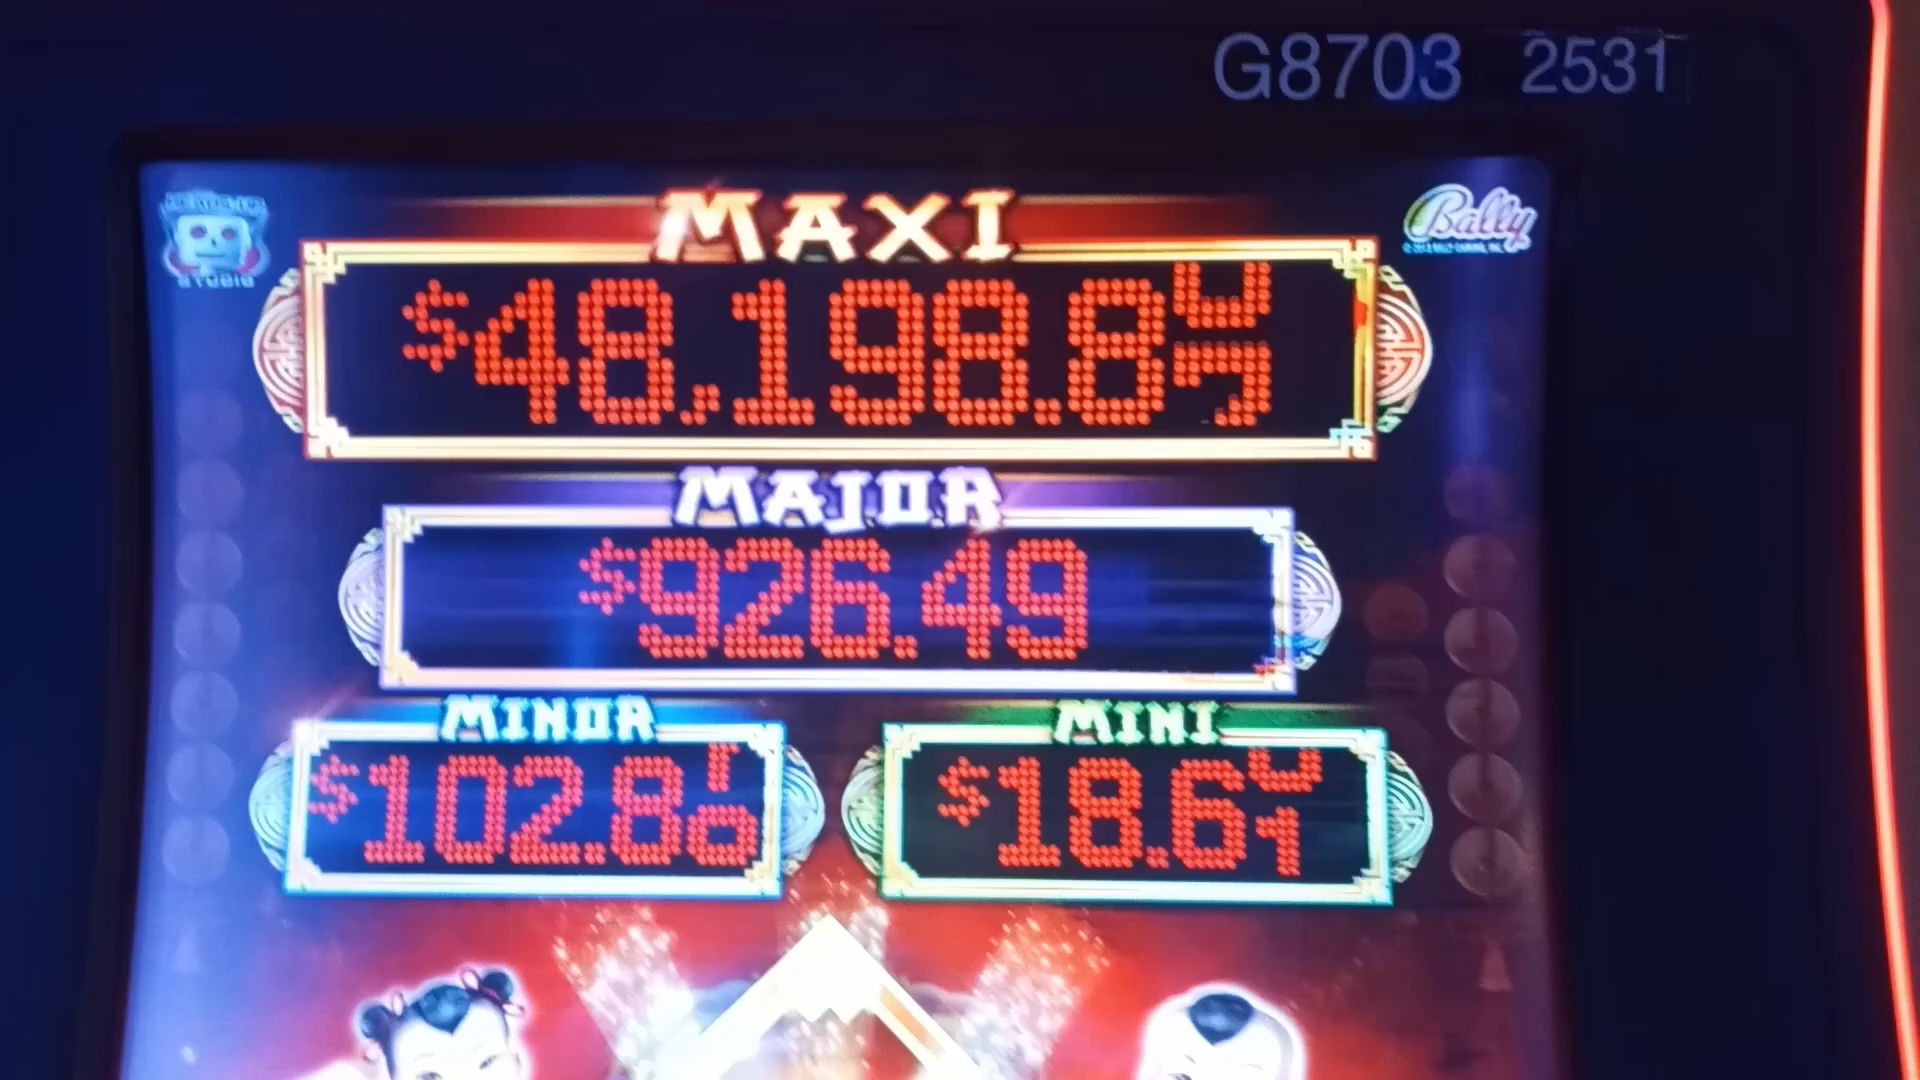 G8703 2531
Bally
MAXI
$48,198.8
MAJOR
$926.49
MINOR
$102.8
MINI
$18.6